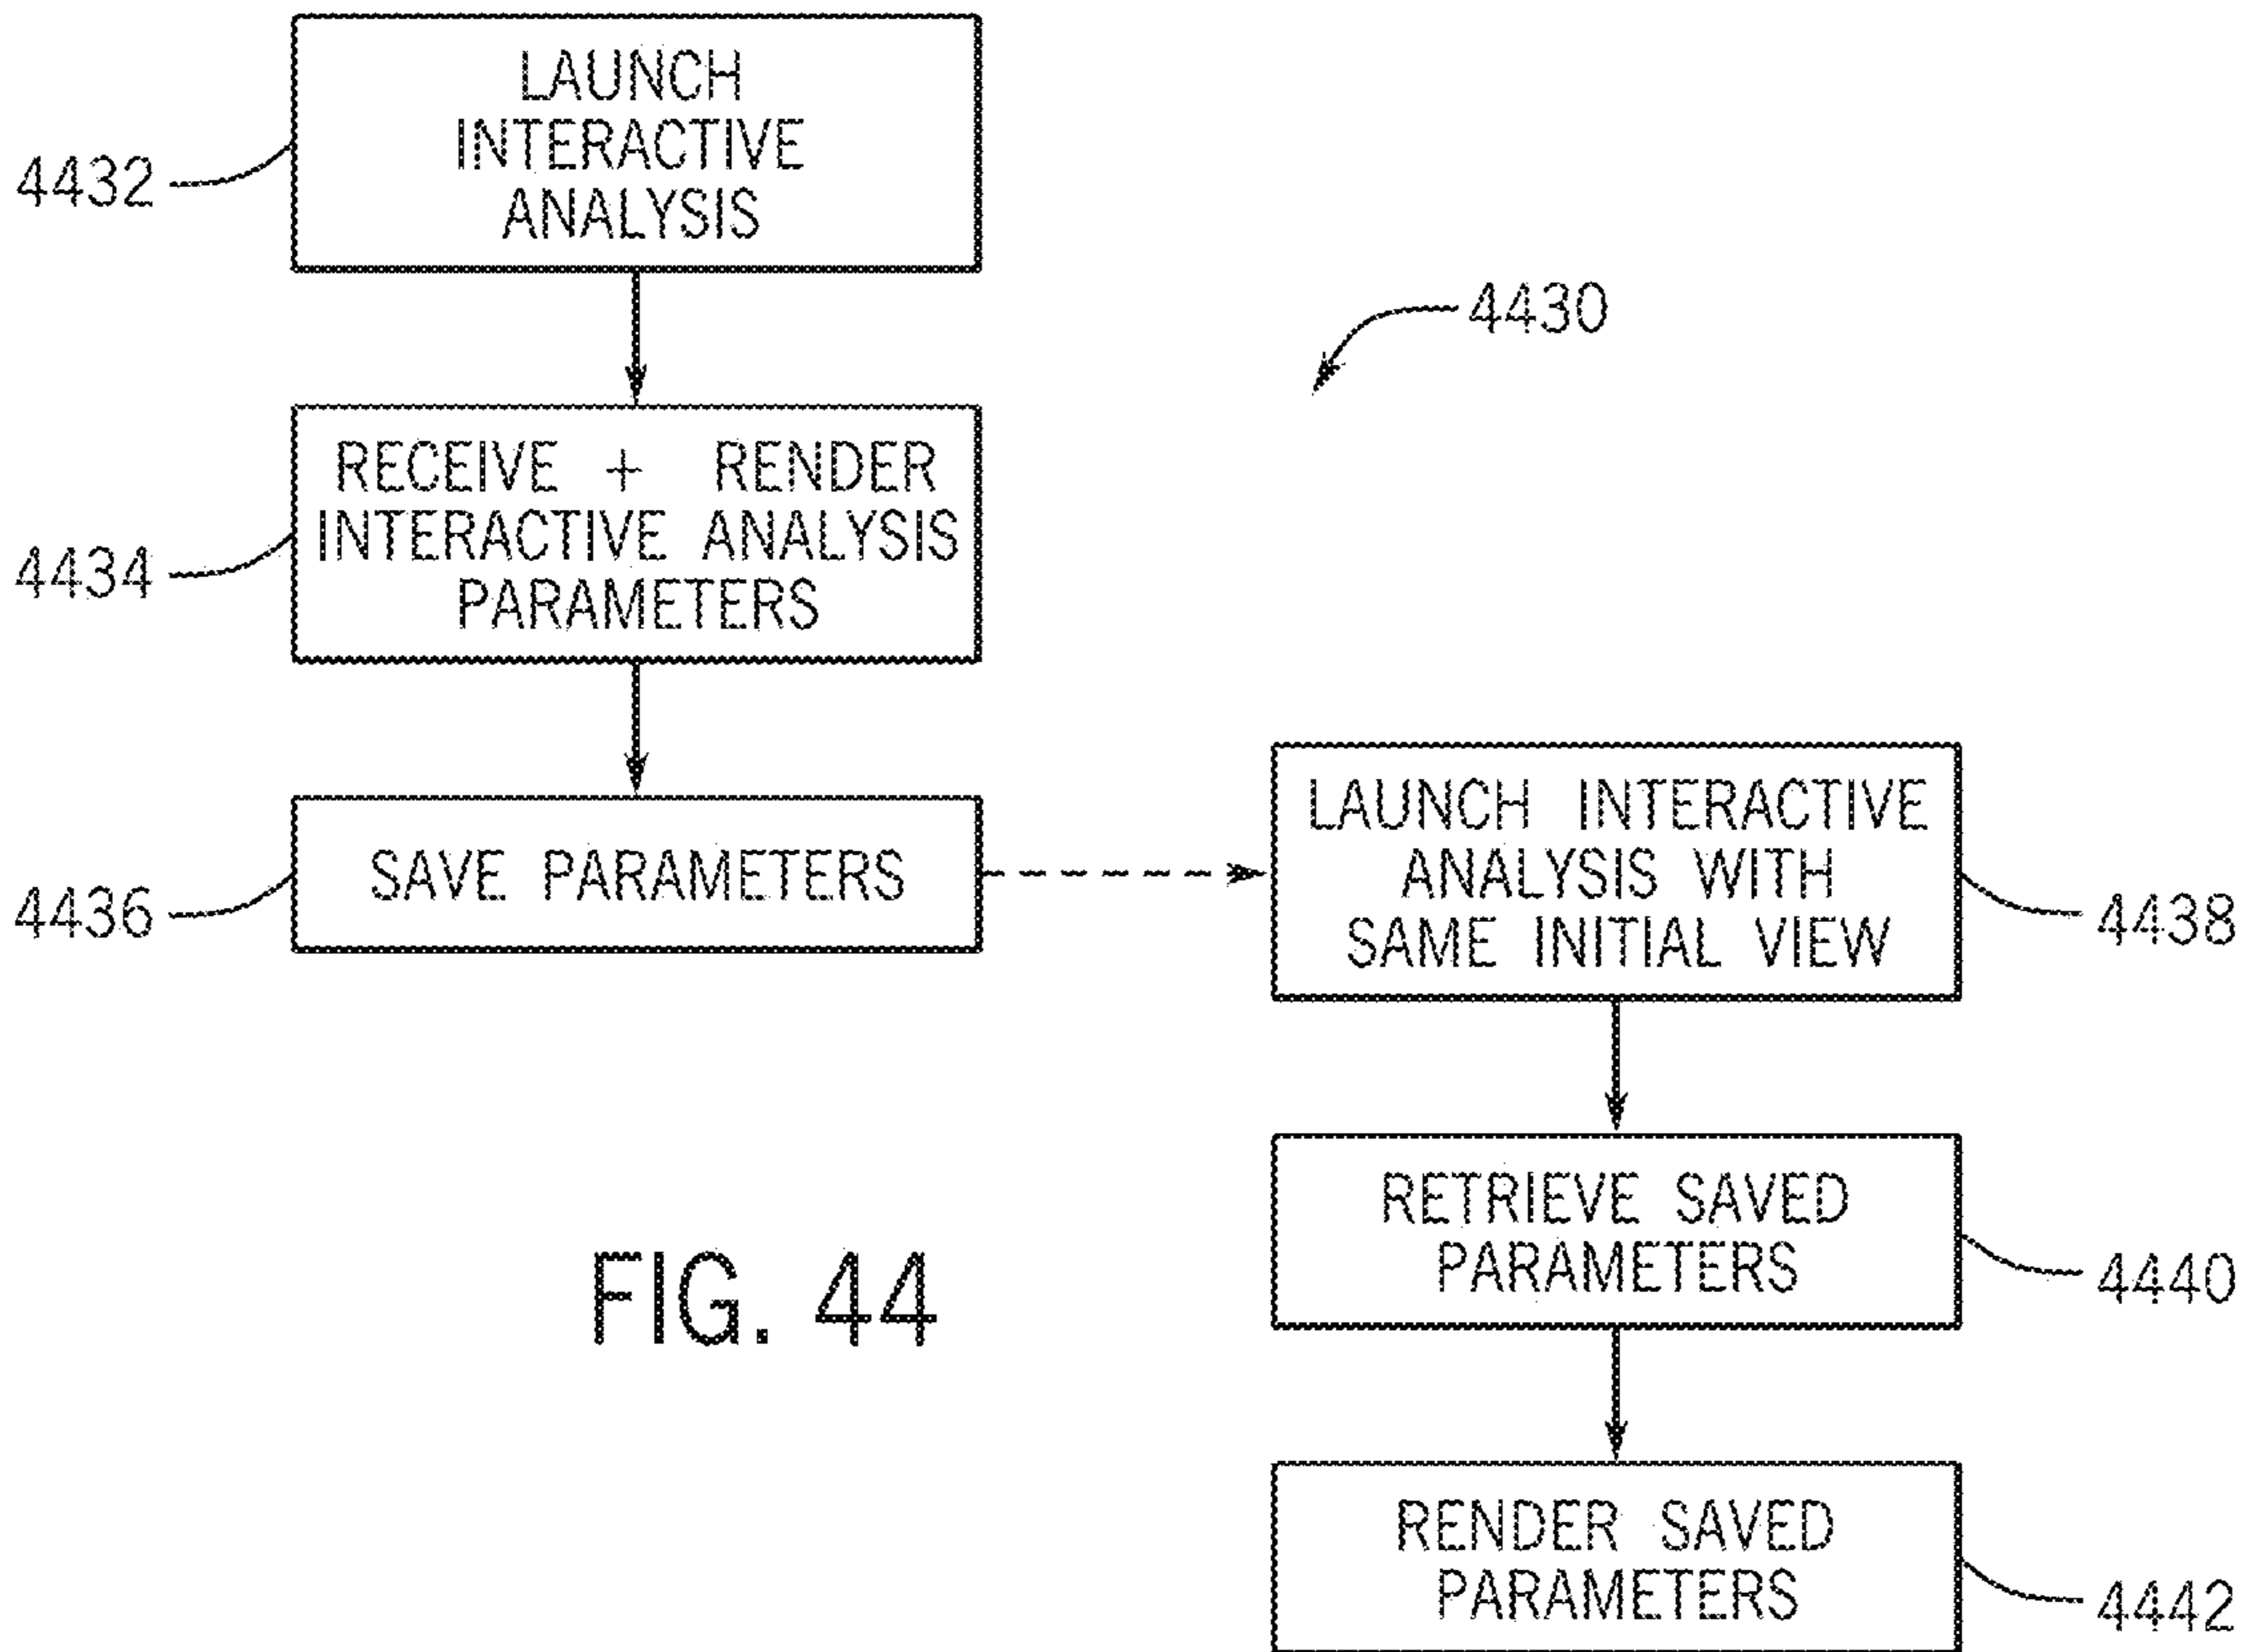 LAUNCH
INTERACTIVE
ANALYSIS
4432
4430
RECEIVE + RENDER
INTERACTIVE ANALYSIS
PARAMETERS
4434
SAVE PARAMETERS
4436
LAUNCH INTERACTIVE
ANALYSIS WITH
SAME INITIAL VIEW
4438
RETRIEVE SAVED
PARAMETERS
4440
FIG. 44
RENDER SAVED
PARAMETERS
4442